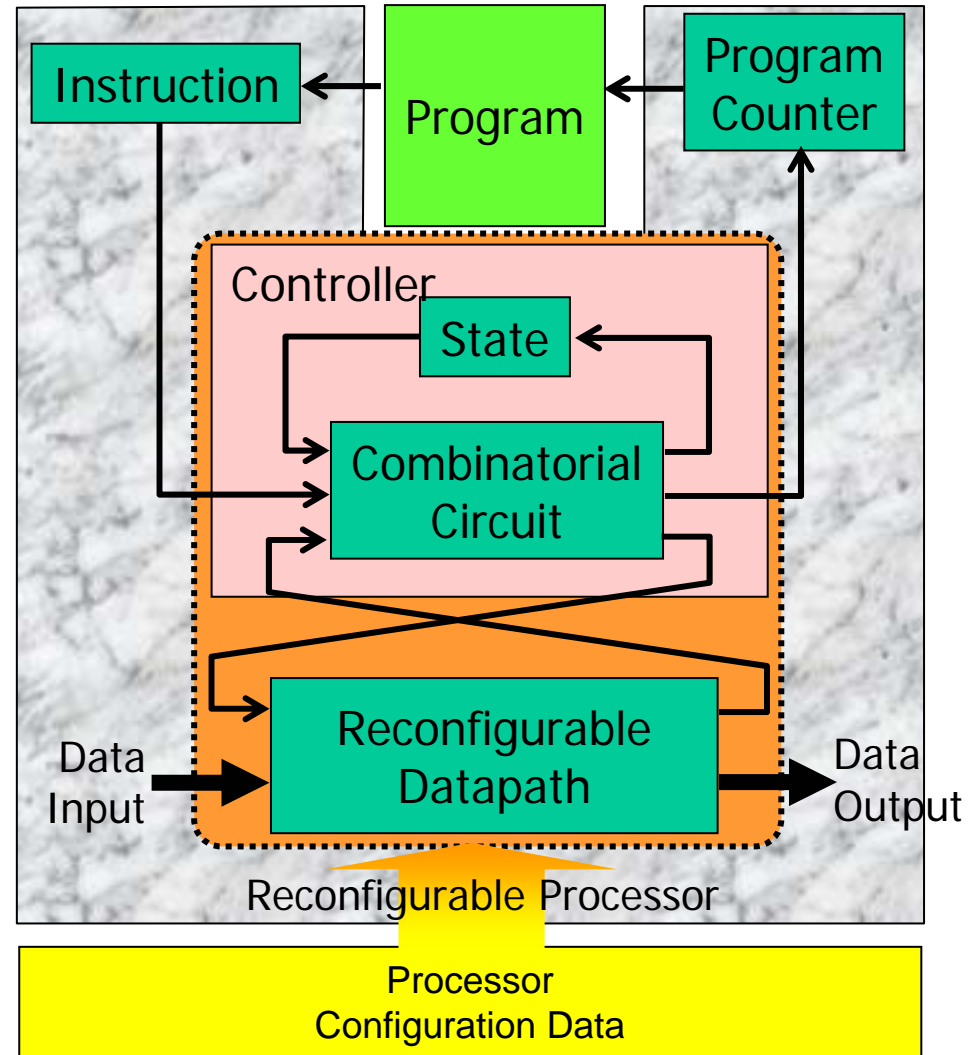 Instruction
Program
Program
Counter
Controller
State
Combinatorial
Circuit
Reconfigurable
Datapath
Data
Input
Data
Output
Reconfigurable Processor
Processor
Configuration Data